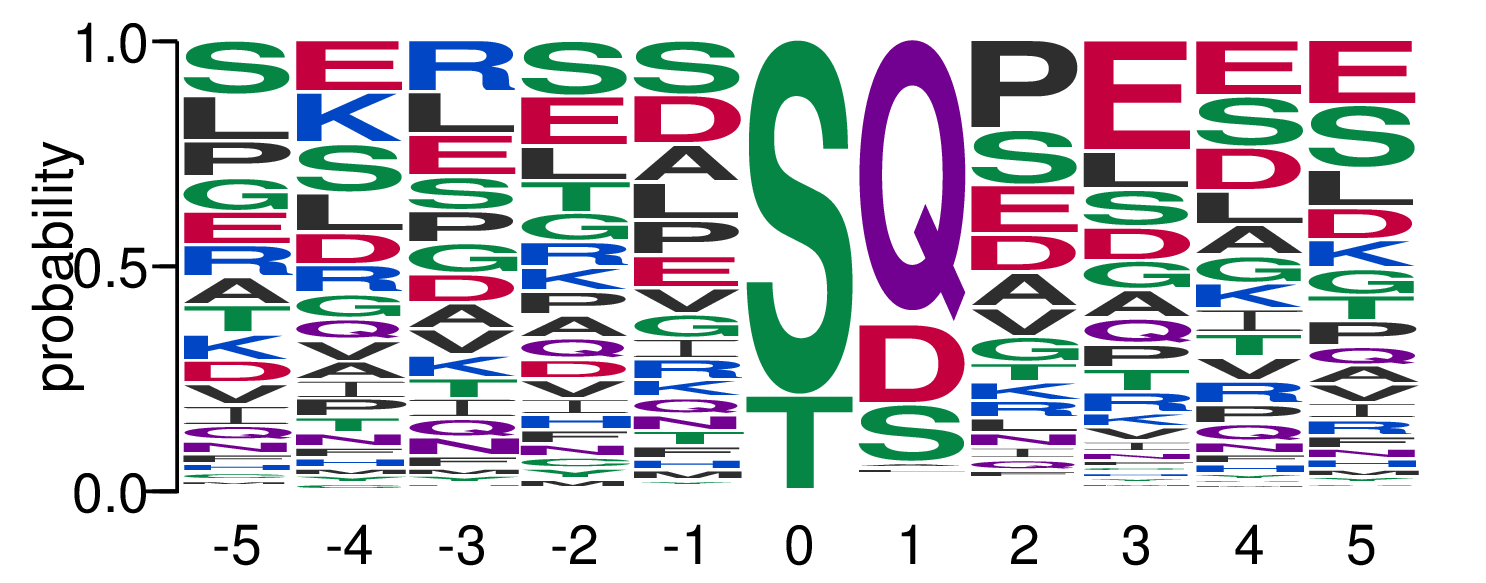 probability
1.0
0.5
0.0
S L P G E R A T K D V I Q N F H
E K S L D R G Q V A I P T N F H M
R L E S P G D A V K T I Q N F M
S E L T G R K P A Q D V I H F N
S D A L P E V G I R K Q N T F H M
S T
Q D S
P S E D A V G T K R L N I Q
E L S D G A Q P T R K V I N
E S D L A G K I T V R P Q N F H
E S L D K G T P Q A V I R F N H M
-5 -4 -3 -2 -1 0 1 2 3 4 5